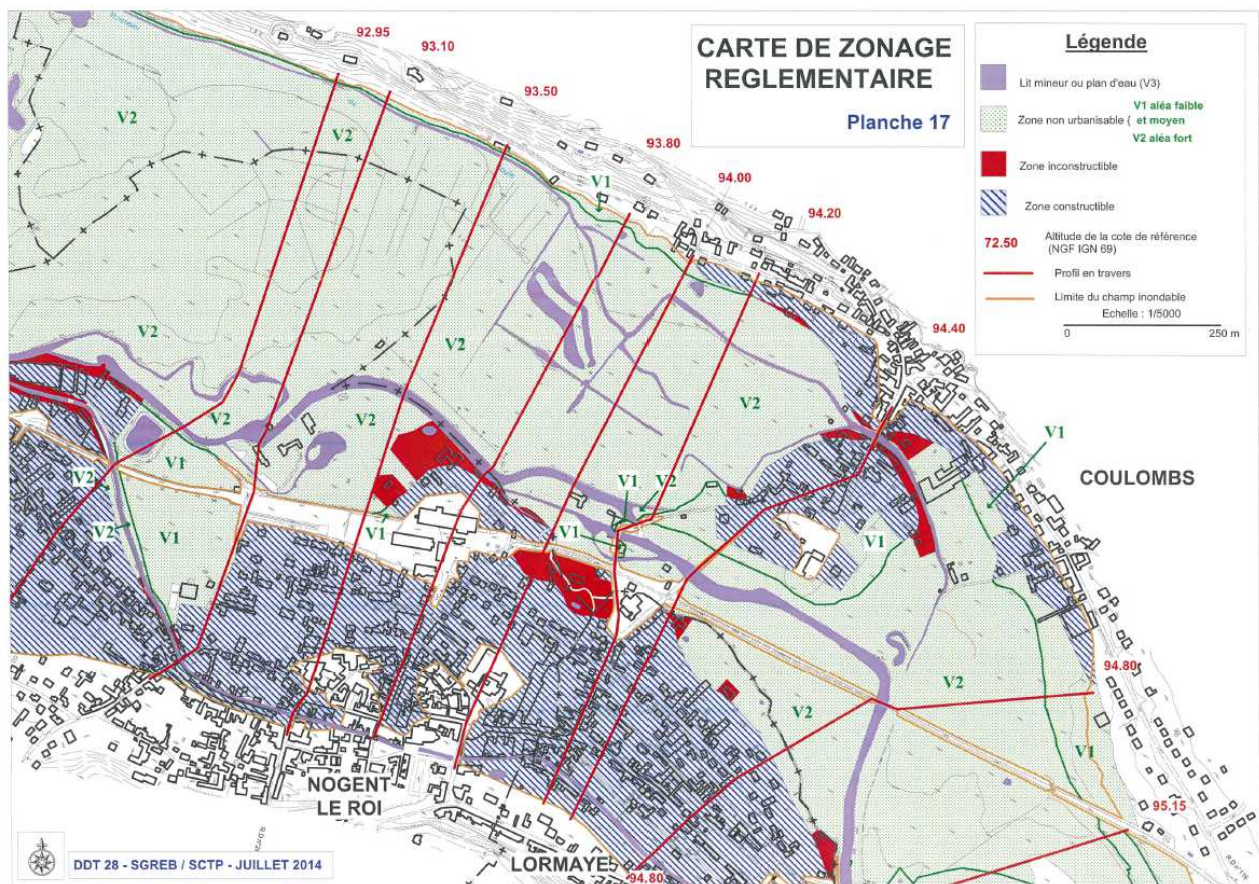 CARTE DE ZONAGE
REGLEMENTAIRE
Planche 17
Légende
Lit mineur ou plan d'eau (V3)
Zone non urbanisable {
V1 aléa faible
et moyen
V2 aléa fort
Zone inconstructible
Zone constructible
72.50
Altitude de la cote de référence
(NGF IGN 69)
Profil en travers
Limite du champ inondable
Echelle : 1/5000
0
250 m
92.95
93.10
93.50
93.80
94.00
94.20
94.40
V2
V2
V1
V2
V2
V2
V2
V2
V1
COULOMBS
V1
V2
V1
V2
V2
V1
V1
V1
V1
V2
94.80
V2
V1
95.15
NOGENT
LE ROI
LORMAYE
94.80
DDT 28 - SGREB / SCTP - JUILLET 2014